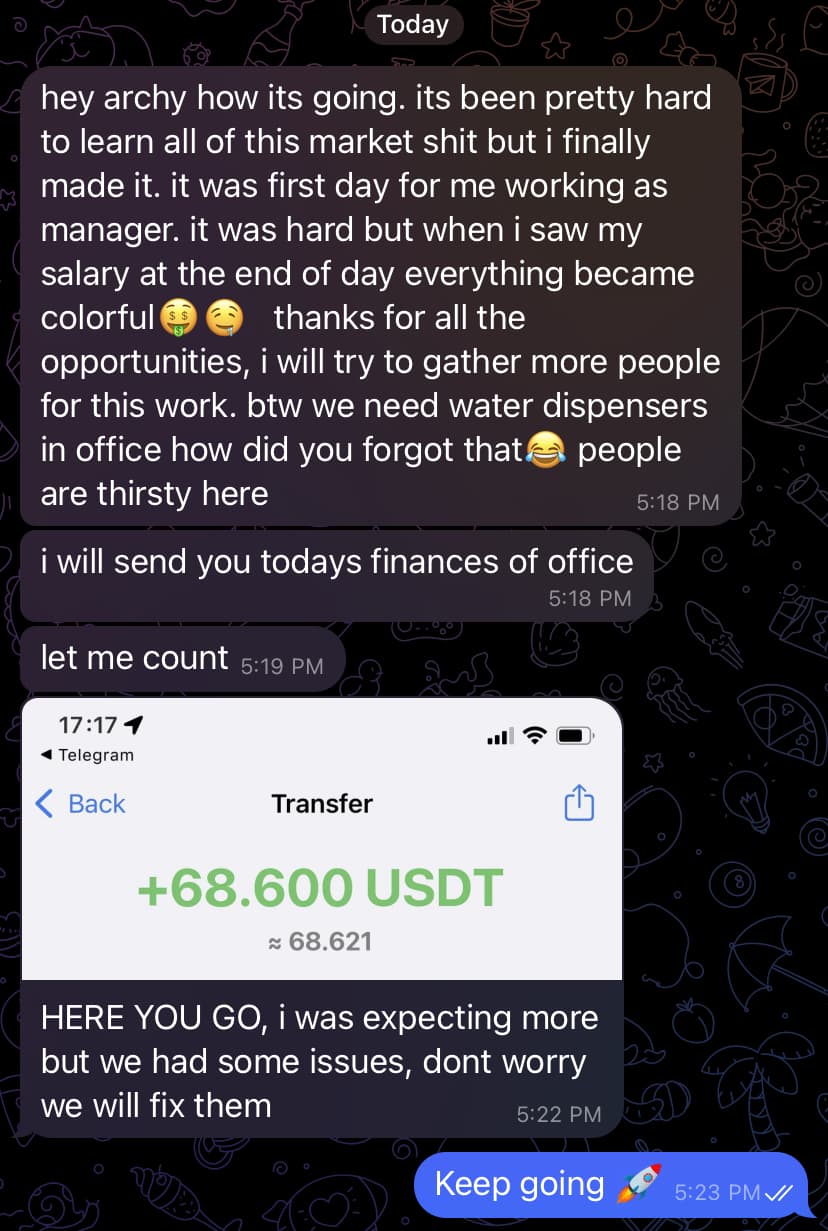 Today
hey archy how its going. its been pretty hard
to learn all of this market shit but i finally
made it. it was first day for me working as
manager. it was hard but when i saw my
salary at the end of day everything became
colorful🤑🤤 thanks for all the
opportunities, i will try to gather more people
for this work. btw we need water dispensers
in office how did you forgot that😂 people
are thirsty here
5:18 PM
i will send you todays finances of office
5:18 PM
let me count 5:19 PM
17:17
◀ Telegram
Back Transfer
+68.600 USDT
≈ 68.621
HERE YOU GO, i was expecting more
but we had some issues, dont worry
we will fix them
5:22 PM
Keep going 🚀 5:23 PM